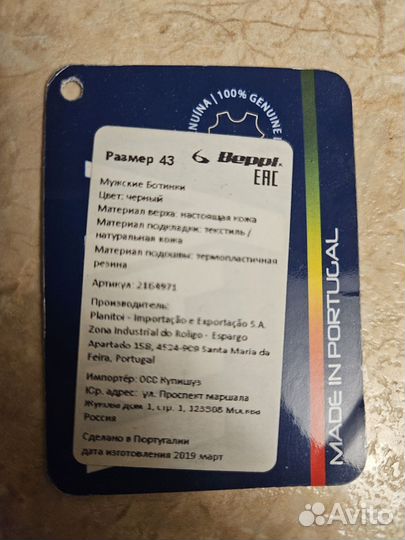 NUÍNA | 100% GENUINE
Размер 43 Beppi
EAC
Мужские Ботинки
Цвет: черный
Материал верха: настоящая кожа
Материал подкладки: текстиль /
натуральная кожа
Материал подошвы: термопластичная
резина
Артикул: 2164971
Производитель:
Planitoi - Importação e Exportação S.A.
Zona Industrial do Roligo - Espargo
Apartado 158, 4524-909 Santa Maria da
Feira, Portugal
Импортёр: ООО Купишуз
Юр. адрес: ул. Проспект маршала
Жукова дом 1, стр. 1, 123308 Москва
Россия
Сделано в Португалии
дата изготовления 2019 март
MADE IN PORTUGAL
Avito